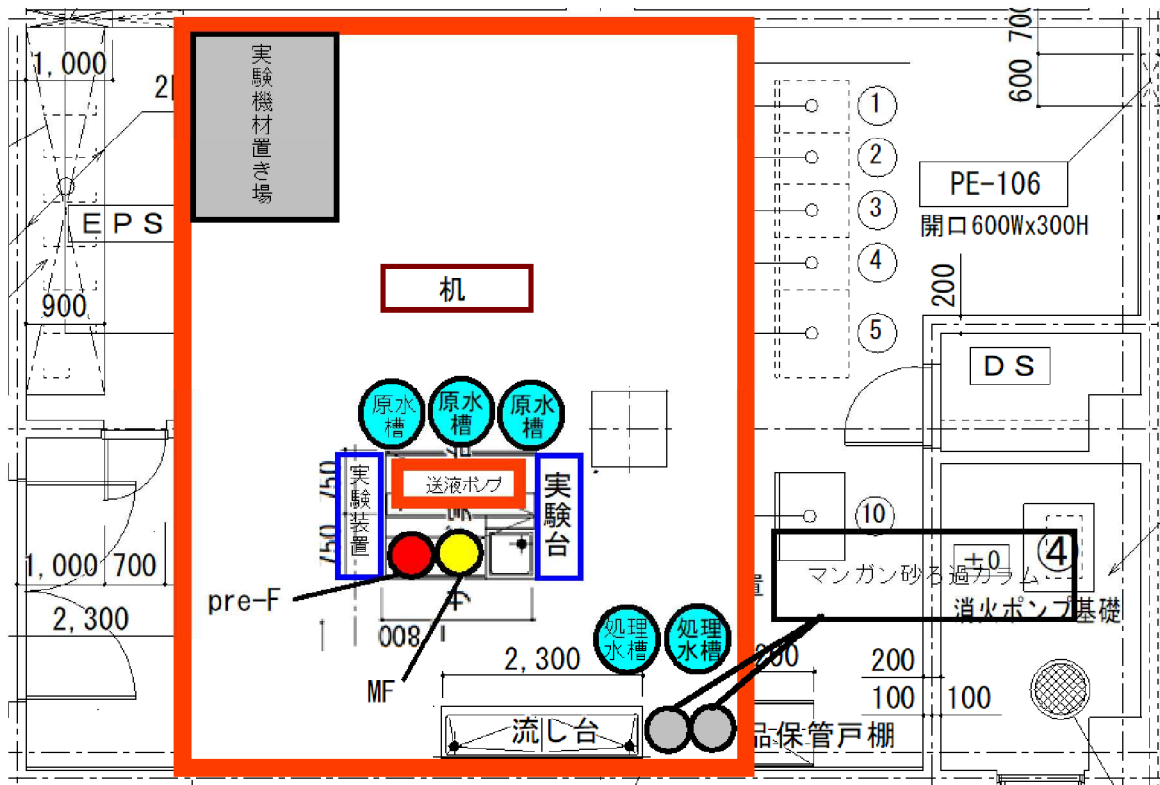 700
600
1,000
2
実験機材置き場
EPS
900
①
②
③
④
⑤
PE-106
開口600Wx300H
200
DS
机
原水槽
原水槽
原水槽
750
750
実験装置
送液ポンプ
実験台
⑩
1,000
700
2,300
pre-F
MF
800
処理水槽
処理水槽
置
±0
④
マンガン砂ろ過カラム
消火ポンプ基礎
2,300
200
100
100
流し台
品保管戸棚